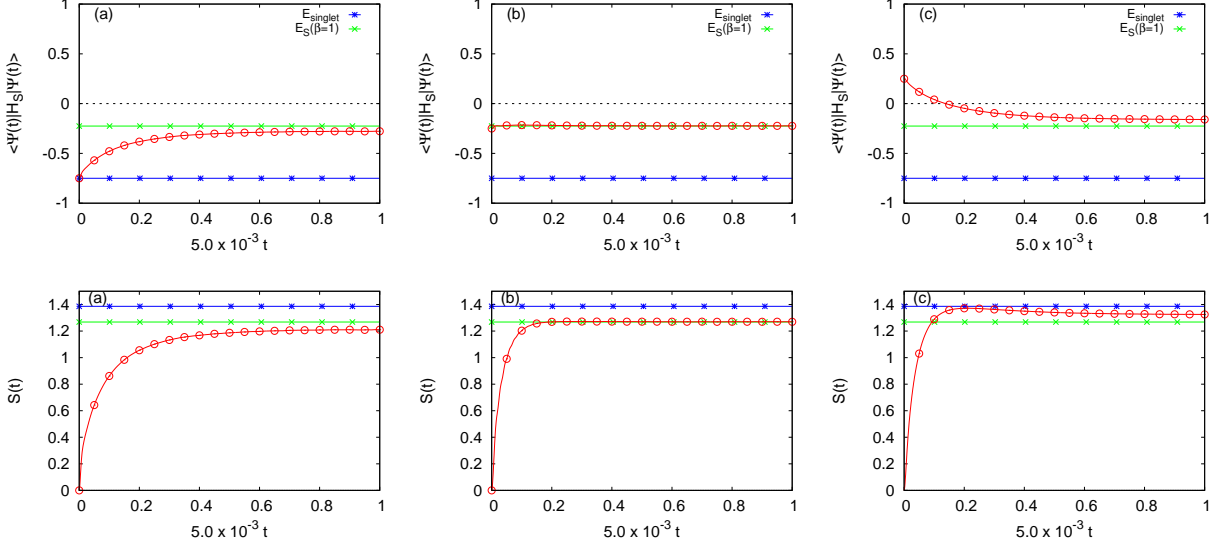 (a)
E_singlet
E_S(β=1)
<Ψ(t)|H_S|Ψ(t)>
1
0.5
0
-0.5
-1
0 0.2 0.4 0.6 0.8 1
5.0 x 10^-3 t
(b)
E_singlet
E_S(β=1)
<Ψ(t)|H_S|Ψ(t)>
1
0.5
0
-0.5
-1
0 0.2 0.4 0.6 0.8 1
5.0 x 10^-3 t
(c)
E_singlet
E_S(β=1)
<Ψ(t)|H_S|Ψ(t)>
1
0.5
0
-0.5
-1
0 0.2 0.4 0.6 0.8 1
5.0 x 10^-3 t
(a)
S(t)
1.4
1.2
1
0.8
0.6
0.4
0.2
0
0 0.2 0.4 0.6 0.8 1
5.0 x 10^-3 t
(b)
S(t)
1.4
1.2
1
0.8
0.6
0.4
0.2
0
0 0.2 0.4 0.6 0.8 1
5.0 x 10^-3 t
(c)
S(t)
1.4
1.2
1
0.8
0.6
0.4
0.2
0
0 0.2 0.4 0.6 0.8 1
5.0 x 10^-3 t